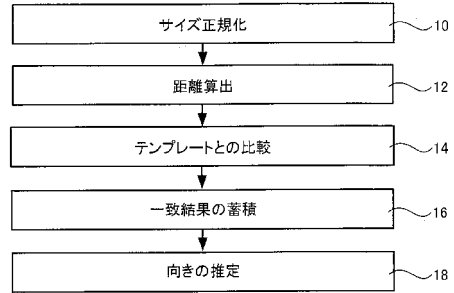 サイズ正規化 10
距離算出 12
テンプレートとの比較 14
一致結果の蓄積 16
向きの推定 18